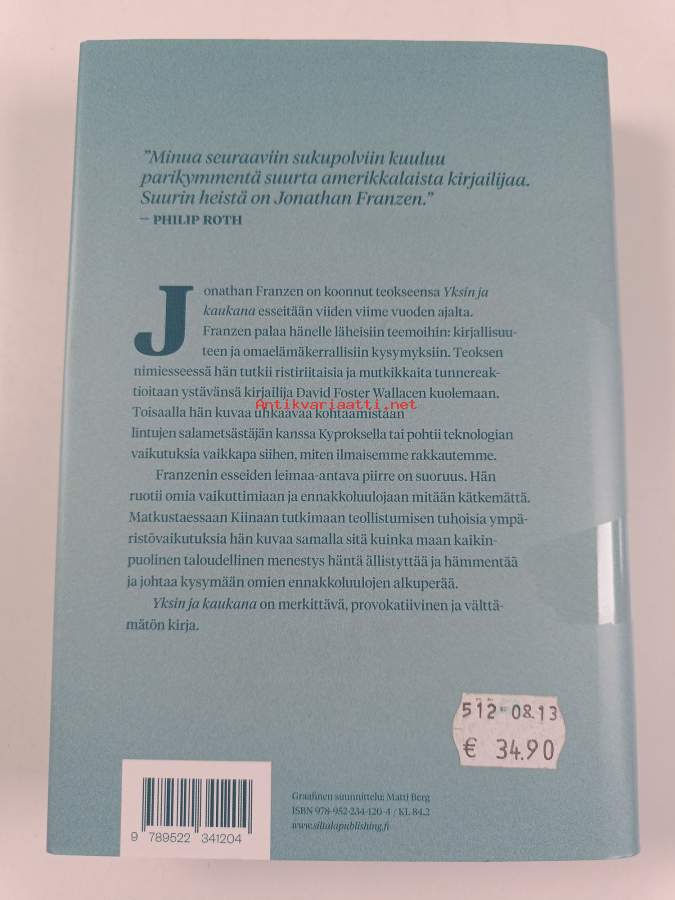 ”Minua seuraaviin sukupolviin kuuluu
parikymmentä suurta amerikkalaista kirjailijaa.
Suurin heistä on Jonathan Franzen.”
— PHILIP ROTH
Jonathan Franzen on koonnut teokseensa Yksin ja
kaukana esseitään viiden viime vuoden ajalta.
Franzen palaa hänelle läheisiin teemoihin: kirjallisuu-
teen ja omaelämäkerrallisiin kysymyksiin. Teoksen
nimiesseessä hän tutkii ristiriitaisia ja mutkikkaita tunnereak-
tioitaan ystävänsä kirjailija David Foster Wallacen kuolemaan.
Antikvariaatti.net
Toisaalla hän kuvaa uhkaavaa kohtaamistaan
lintujen salametsästäjän kanssa Kyproksella tai pohtii teknologian
vaikutuksia vaikkapa siihen, miten ilmaisemme rakkautemme.
Franzenin esseiden leimaa-antava piirre on suoruus. Hän
ruotii omia vaikuttimiaan ja ennakkoluulojaan mitään kätkemättä.
Matkustaessaan Kiinaan tutkimaan teollistumisen tuhoisia ympä-
ristövaikutuksia hän kuvaa samalla sitä kuinka maan kaikin-
puolinen taloudellinen menestys häntä ällistyttää ja hämmentää
ja johtaa kysymään omien ennakkoluulojen alkuperää.
Yksin ja kaukana on merkittävä, provokatiivinen ja välttä-
mätön kirja.
512 08.13
€ 34.90
Graafinen suunnittelu: Matti Berg
ISBN 978-952-234-120-4 / KL 84.2
www.siltalapublishing.fi
9 789522 341204